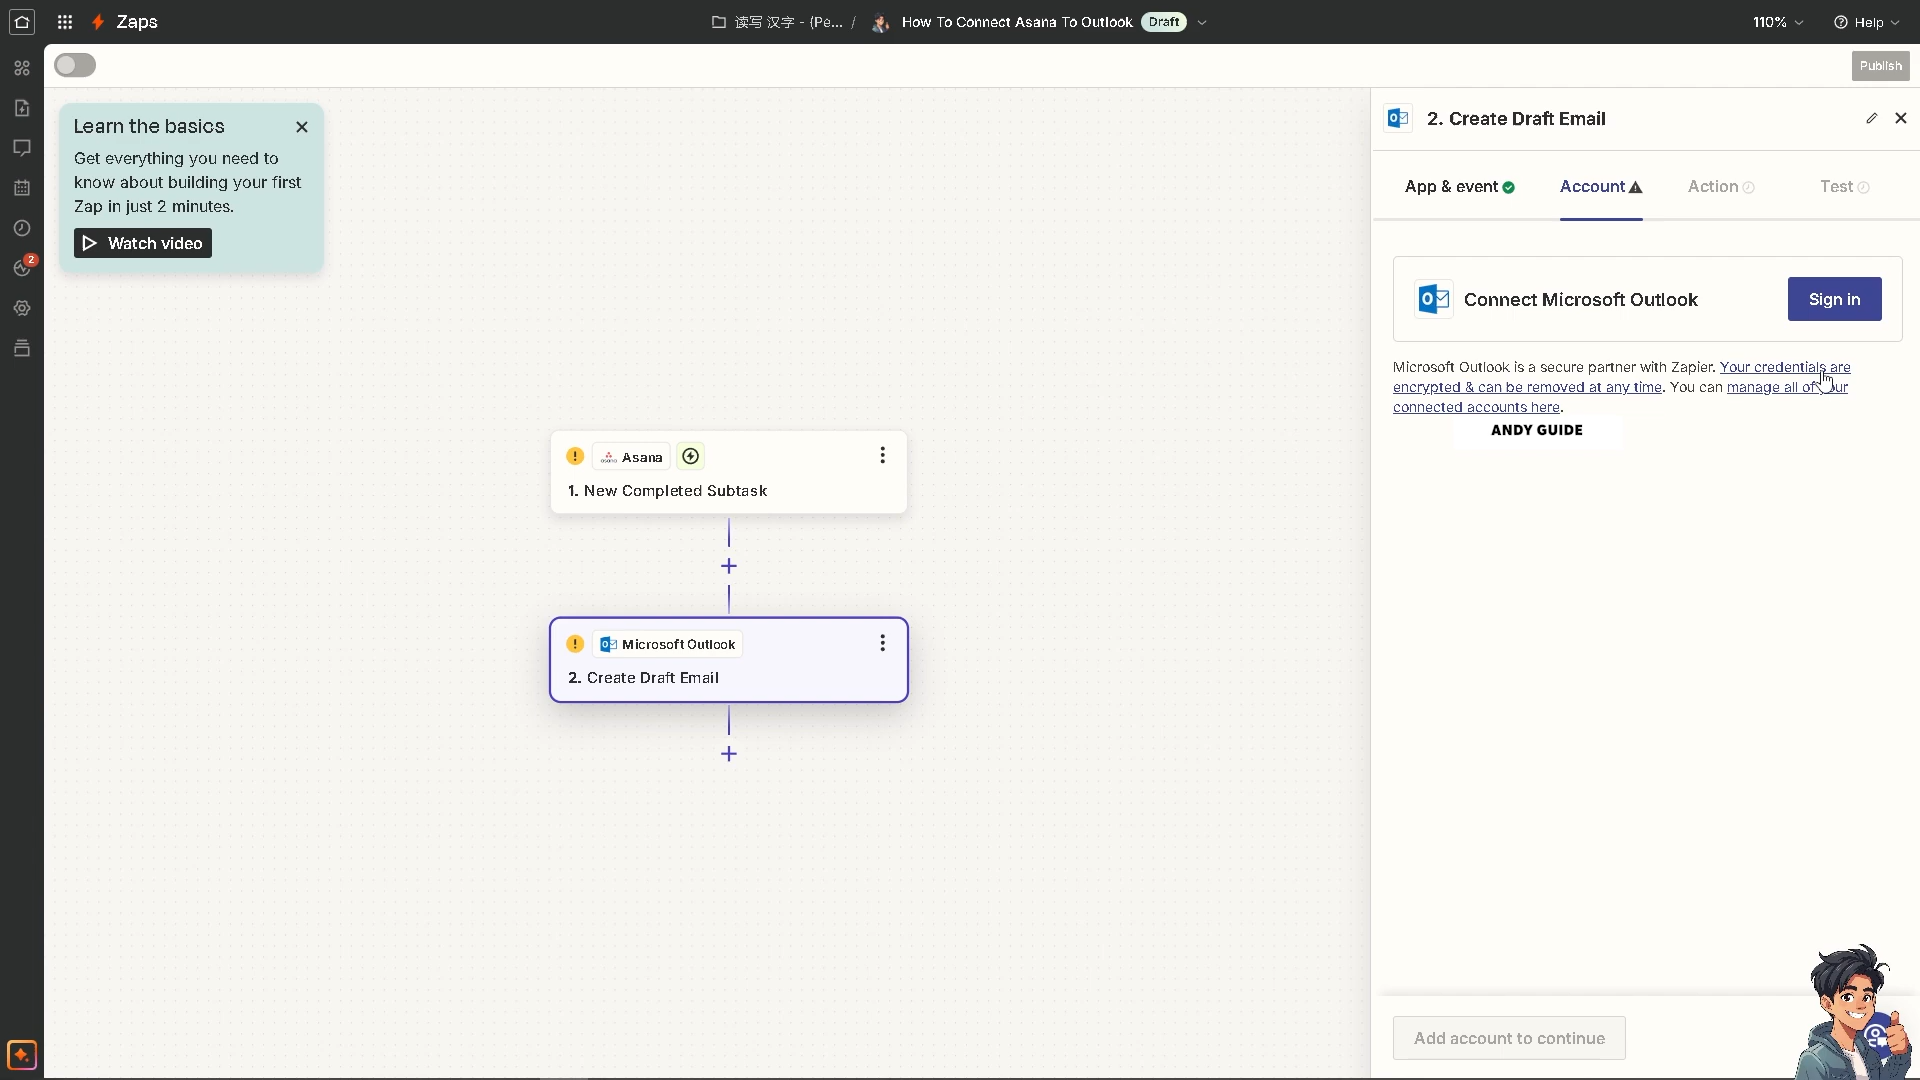 Zaps
读写 汉字 - (Pe... /
How To Connect Asana To Outlook
Draft
110%
Help
Publish
Learn the basics
Get everything you need to
know about building your first
Zap in just 2 minutes.
Watch video
2
2. Create Draft Email
App & event
Account
Action
Test
Connect Microsoft Outlook
Sign in
Microsoft Outlook is a secure partner with Zapier. Your credentials are
encrypted & can be removed at any time. You can manage all of your
connected accounts here.
ANDY GUIDE
asana
Asana
1. New Completed Subtask
Microsoft Outlook
2. Create Draft Email
Add account to continue